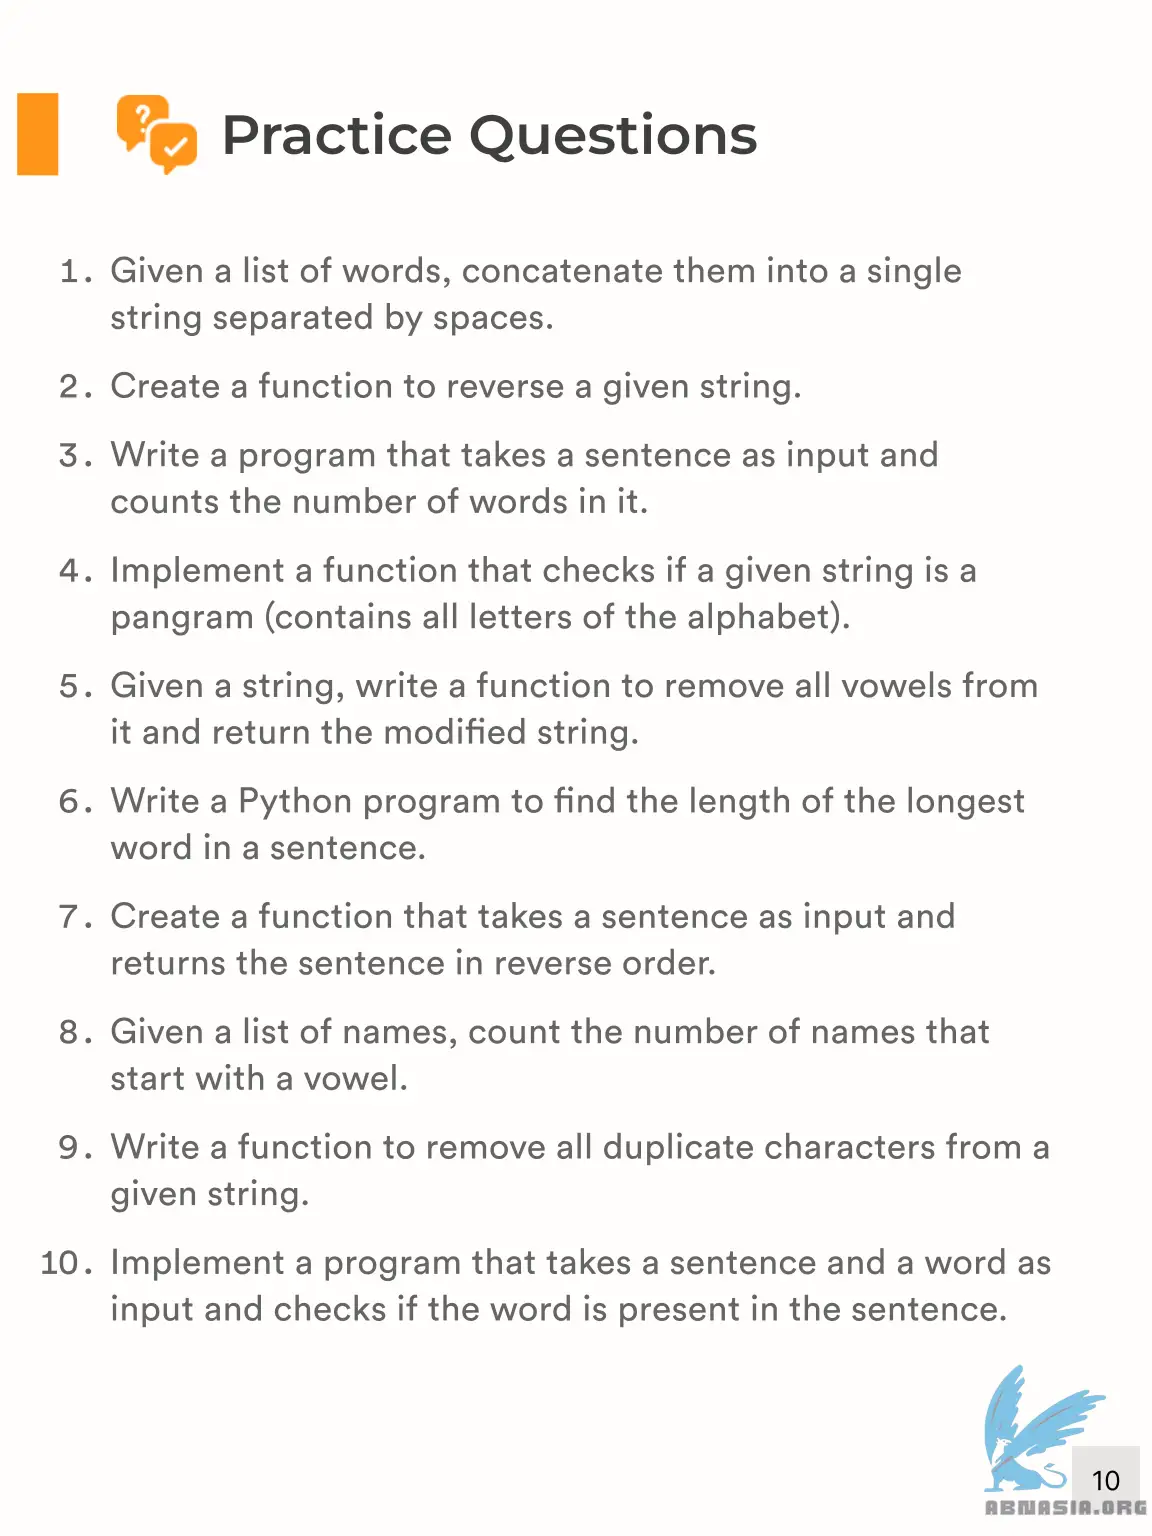 Practice Questions
1. Given a list of words, concatenate them into a single
string separated by spaces.
2. Create a function to reverse a given string.
3. Write a program that takes a sentence as input and
counts the number of words in it.
4. Implement a function that checks if a given string is a
pangram (contains all letters of the alphabet).
5. Given a string, write a function to remove all vowels from
it and return the modified string.
6. Write a Python program to find the length of the longest
word in a sentence.
7. Create a function that takes a sentence as input and
returns the sentence in reverse order.
8. Given a list of names, count the number of names that
start with a vowel.
9. Write a function to remove all duplicate characters from a
given string.
10. Implement a program that takes a sentence and a word as
input and checks if the word is present in the sentence.
10
ABNASIA.ORG